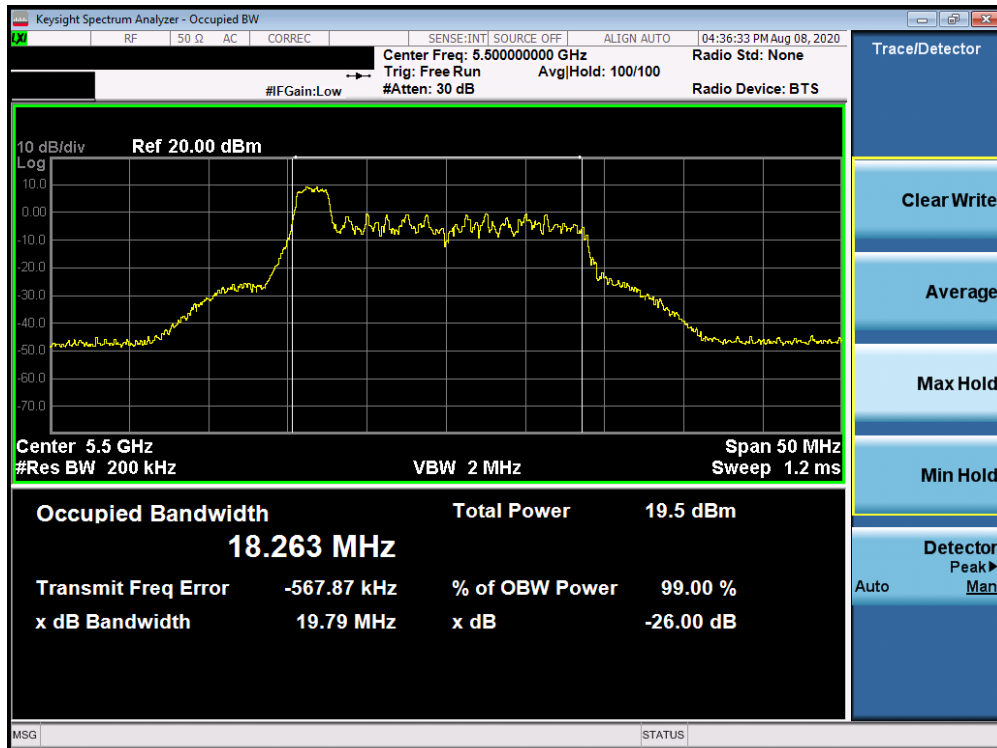 Keysight Spectrum Analyzer - Occupied BW
LXI RF 50 Ω AC CORREC SENSE:INT SOURCE OFF ALIGN AUTO 04:36:33 PM Aug 08, 2020
Center Freq: 5.500000000 GHz Radio Std: None
Trig: Free Run Avg|Hold: 100/100
#IFGain:Low #Atten: 30 dB Radio Device: BTS
Trace/Detector
10 dB/div Ref 20.00 dBm
Log
10.0
0.00
-10.0
-20.0
-30.0
-40.0
-50.0
-60.0
-70.0
Center 5.5 GHz Span 50 MHz
#Res BW 200 kHz VBW 2 MHz Sweep 1.2 ms
Occupied Bandwidth Total Power 19.5 dBm
18.263 MHz
Transmit Freq Error -567.87 kHz % of OBW Power 99.00 %
x dB Bandwidth 19.79 MHz x dB -26.00 dB
Clear Write
Average
Max Hold
Min Hold
Detector
Peak▶
Auto Man
MSG STATUS